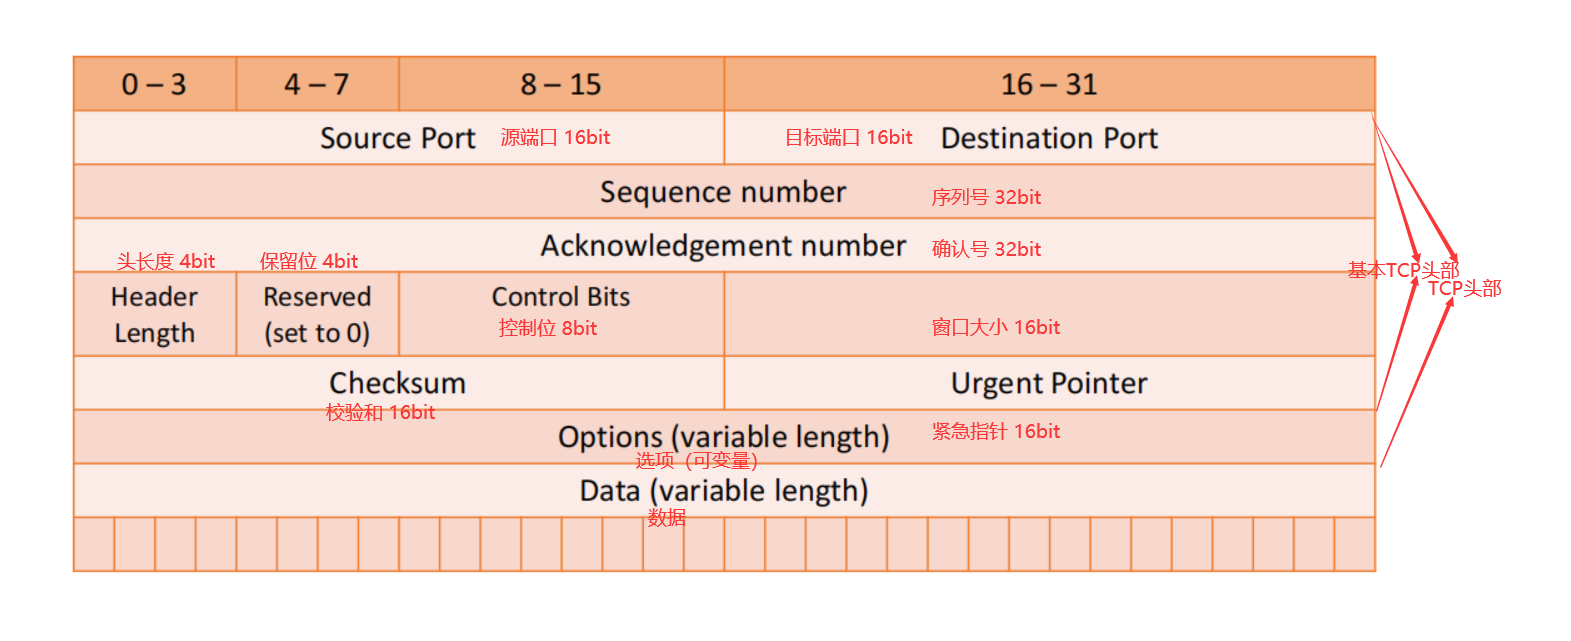 0 – 3 4 – 7 8 – 15 16 – 31
Source Port 源端口 16bit 目标端口 16bit Destination Port
Sequence number 序列号 32bit
Acknowledgement number 确认号 32bit
头长度 4bit 保留位 4bit
基本TCP头部
TCP头部
Header Length
Reserved (set to 0)
Control Bits
控制位 8bit
窗口大小 16bit
Checksum Urgent Pointer
校验和 16bit
Options (variable length) 紧急指针 16bit
选项（可变量）
Data (variable length)
数据